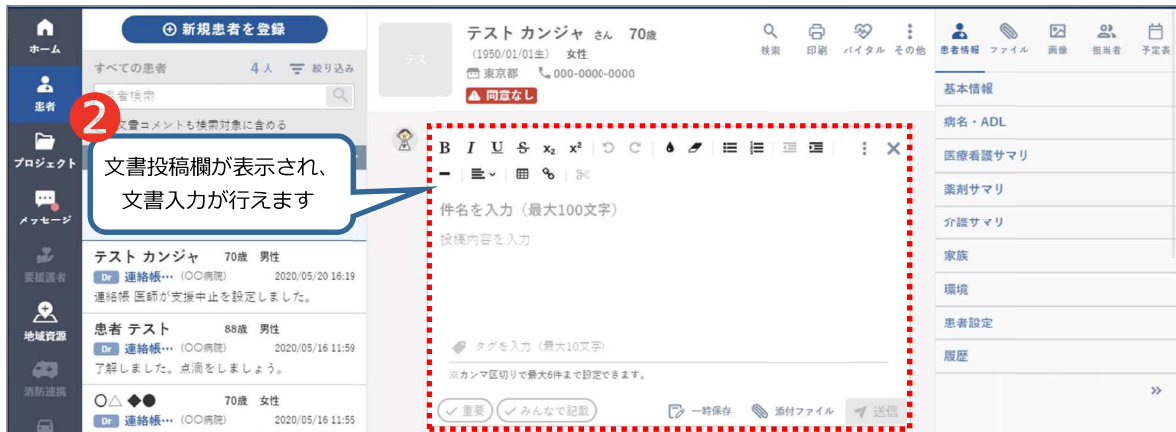 ホーム
患者
プロジェクト
メッセージ
要援護者
地域資源
消防連携
新規患者を登録
すべての患者 4人 絞り込み
患者検索
文書コメントも検索対象に含める
2
文書投稿欄が表示され、
文書入力が行えます
テスト カンジャ 70歳 男性
Dr 連絡帳… (〇〇病院) 2020/05/20 16:19
連絡帳 医師が支援中止を設定しました。
患者 テスト 88歳 男性
Dr 連絡帳… (〇〇病院) 2020/05/16 11:59
了解しました。点滴をしましょう。
〇△ ◆● 70歳 女性
Dr 連絡帳… (〇〇病院) 2020/05/16 11:55
テス
テスト カンジャ さん 70歳
(1950/01/01生) 女性
東京都 000-0000-0000
同意なし
検索 印刷 バイタル その他
B I U S x₂ x²
件名を入力（最大100文字）
投稿内容を入力
タグを入力（最大10文字）
※カンマ区切りで最大6件まで設定できます。
重要 みんなで記載 一時保存 添付ファイル 送信
患者情報 ファイル 画像 担当者 予定表
基本情報
病名・ADL
医療看護サマリ
薬剤サマリ
介護サマリ
家族
環境
患者設定
履歴